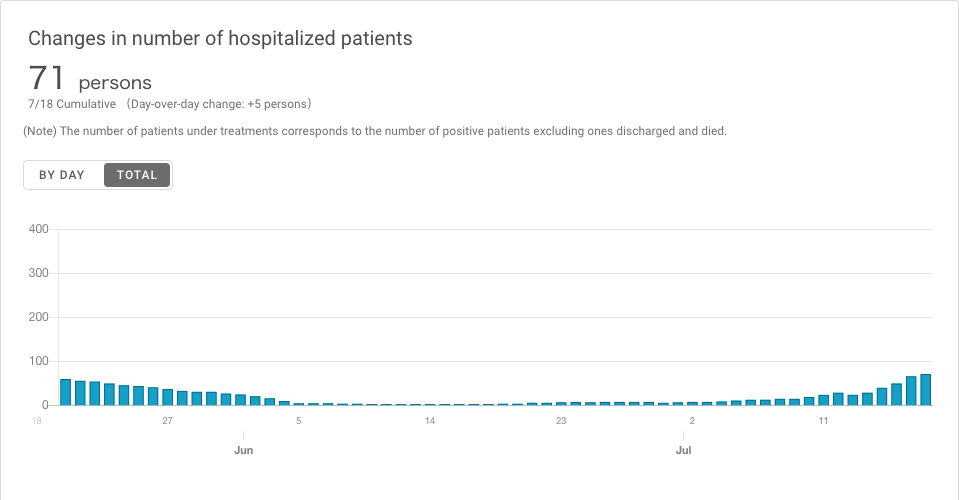 Changes in number of hospitalized patients
71 persons
7/18 Cumulative （Day-over-day change: +5 persons）
(Note) The number of patients under treatments corresponds to the number of positive patients excluding ones discharged and died.
BY DAY TOTAL
400
300
200
100
0
18 27 5 14 23 2 11
Jun Jul